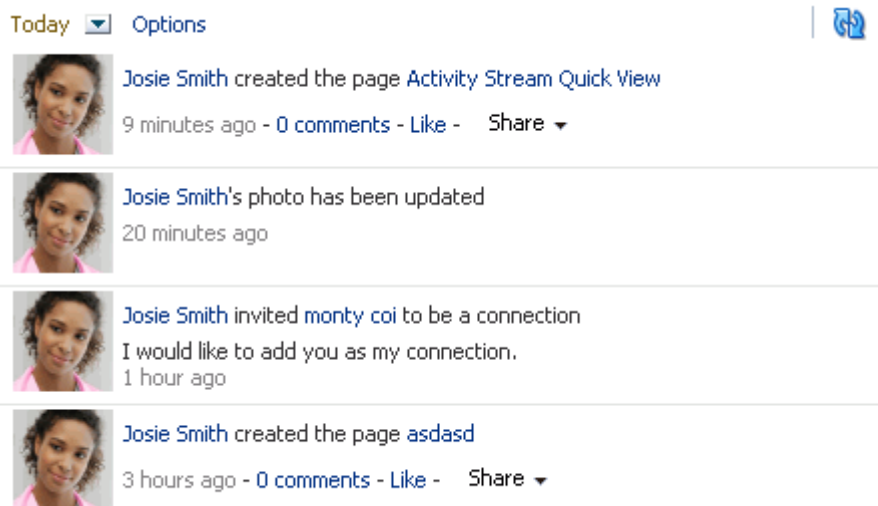 Today Options
Josie Smith created the page Activity Stream Quick View
9 minutes ago - 0 comments - Like - Share
Josie Smith's photo has been updated
20 minutes ago
Josie Smith invited monty coi to be a connection
I would like to add you as my connection.
1 hour ago
Josie Smith created the page asdasd
3 hours ago - 0 comments - Like - Share